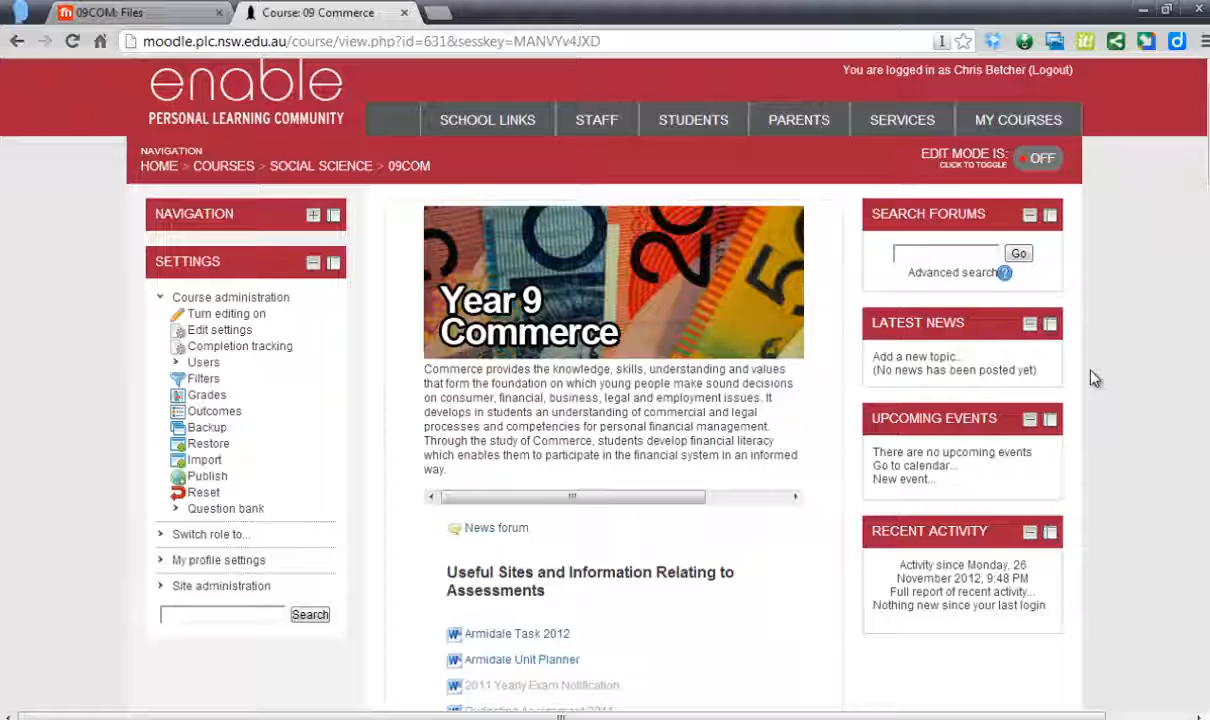 09COM: Files
Course: 09 Commerce
moodle.plc.nsw.edu.au/course/view.php?id=631&sesskey=MANVYv4JXD
enable
PERSONAL LEARNING COMMUNITY
You are logged in as Chris Betcher (Logout)
SCHOOL LINKS
STAFF
STUDENTS
PARENTS
SERVICES
MY COURSES
NAVIGATION
HOME > COURSES > SOCIAL SCIENCE > 09COM
EDIT MODE IS:
CLICK TO TOGGLE
OFF
NAVIGATION
SETTINGS
Course administration
Turn editing on
Edit settings
Completion tracking
Users
Filters
Grades
Outcomes
Backup
Restore
Import
Publish
Reset
Question bank
Switch role to...
My profile settings
Site administration
Search
10
20
5
Year 9
Commerce
Commerce provides the knowledge, skills, understanding and values
that form the foundation on which young people make sound decisions
on consumer, financial, business, legal and employment issues. It
develops in students an understanding of commercial and legal
processes and competencies for personal financial management.
Through the study of Commerce, students develop financial literacy
which enables them to participate in the financial system in an informed
way.
News forum
Useful Sites and Information Relating to
Assessments
Armidale Task 2012
Armidale Unit Planner
2011 Yearly Exam Notification
Budgeting Assignment 2011
SEARCH FORUMS
Go
Advanced search
?
LATEST NEWS
Add a new topic...
(No news has been posted yet)
UPCOMING EVENTS
There are no upcoming events
Go to calendar...
New event...
RECENT ACTIVITY
Activity since Monday, 26
November 2012, 9:48 PM
Full report of recent activity...
Nothing new since your last login